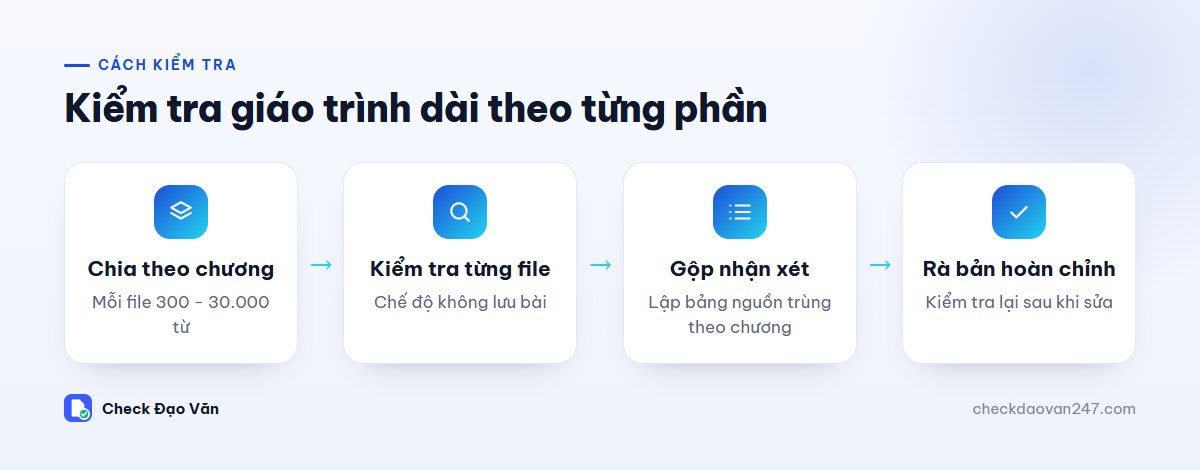 CÁCH KIỂM TRA
Kiểm tra giáo trình dài theo từng phần
Chia theo chương
Mỗi file 300 - 30.000
từ
Kiểm tra từng file
Chế độ không lưu bài
Gộp nhận xét
Lập bảng nguồn trùng
theo chương
Rà bản hoàn chỉnh
Kiểm tra lại sau khi sửa
Check Đạo Văn
checkdaovan247.com